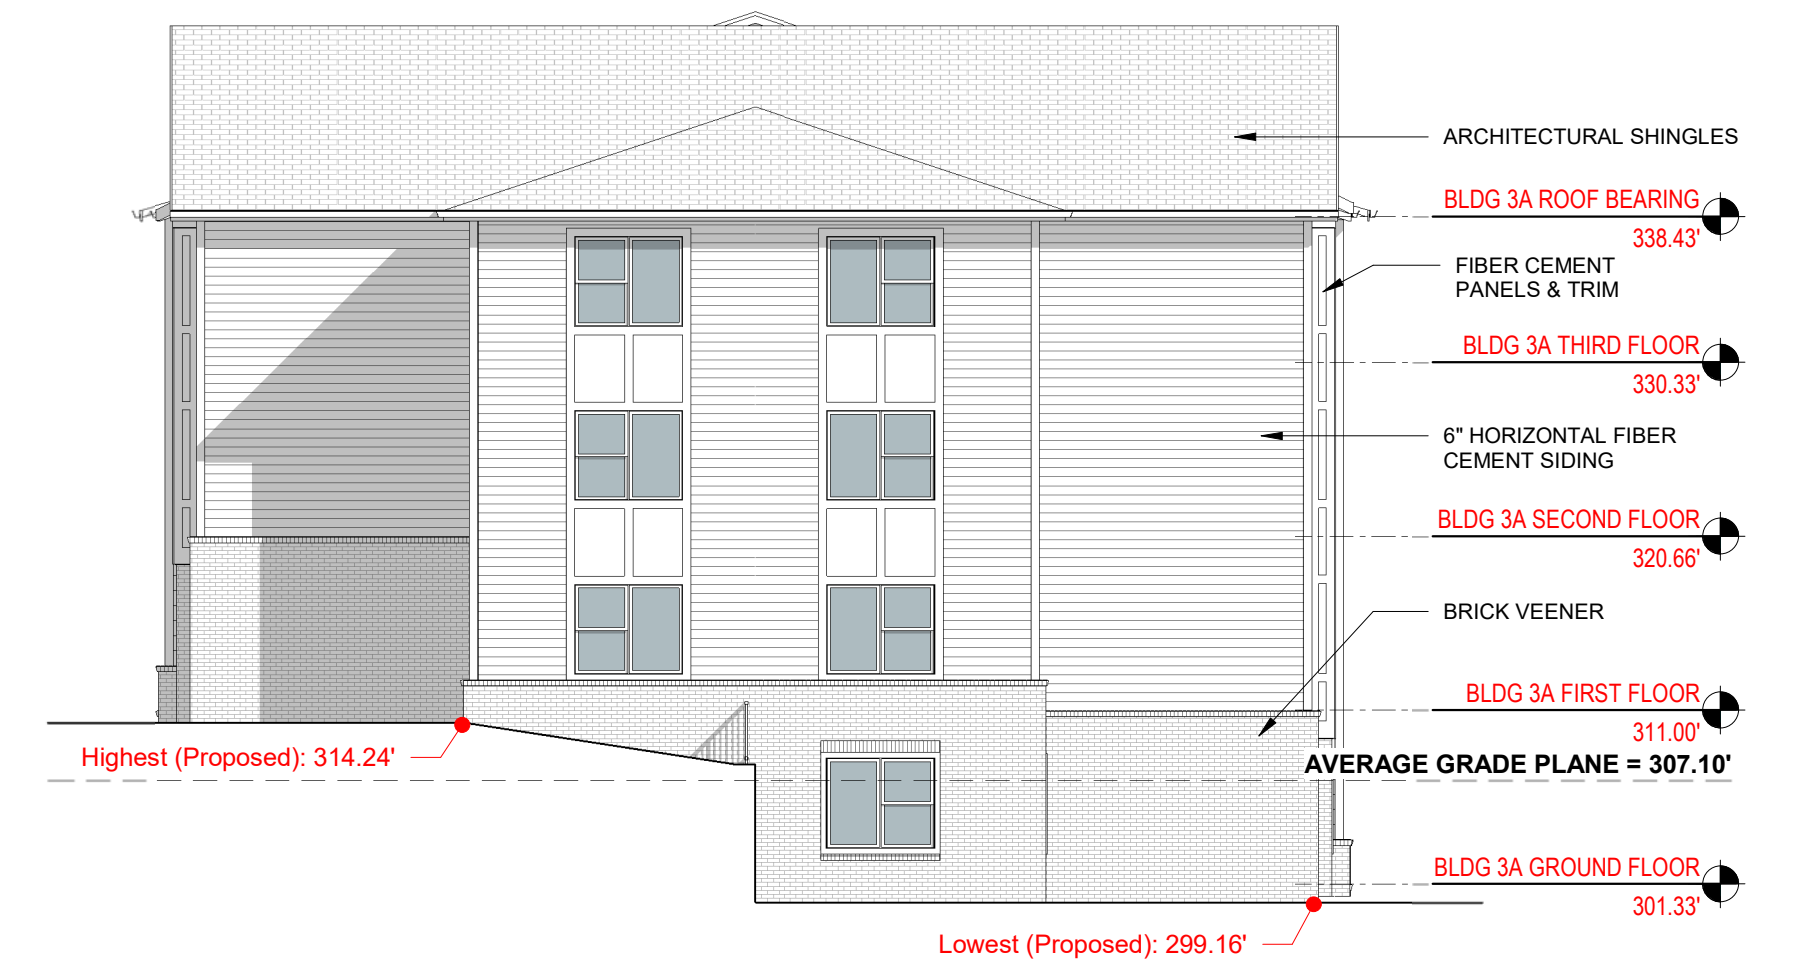 ARCHITECTURAL SHINGLES
BLDG 3A ROOF BEARING
338.43'
FIBER CEMENT
PANELS & TRIM
BLDG 3A THIRD FLOOR
330.33'
6" HORIZONTAL FIBER
CEMENT SIDING
BLDG 3A SECOND FLOOR
320.66'
BRICK VEENER
BLDG 3A FIRST FLOOR
311.00'
Highest (Proposed): 314.24'
AVERAGE GRADE PLANE = 307.10'
BLDG 3A GROUND FLOOR
301.33'
Lowest (Proposed): 299.16'